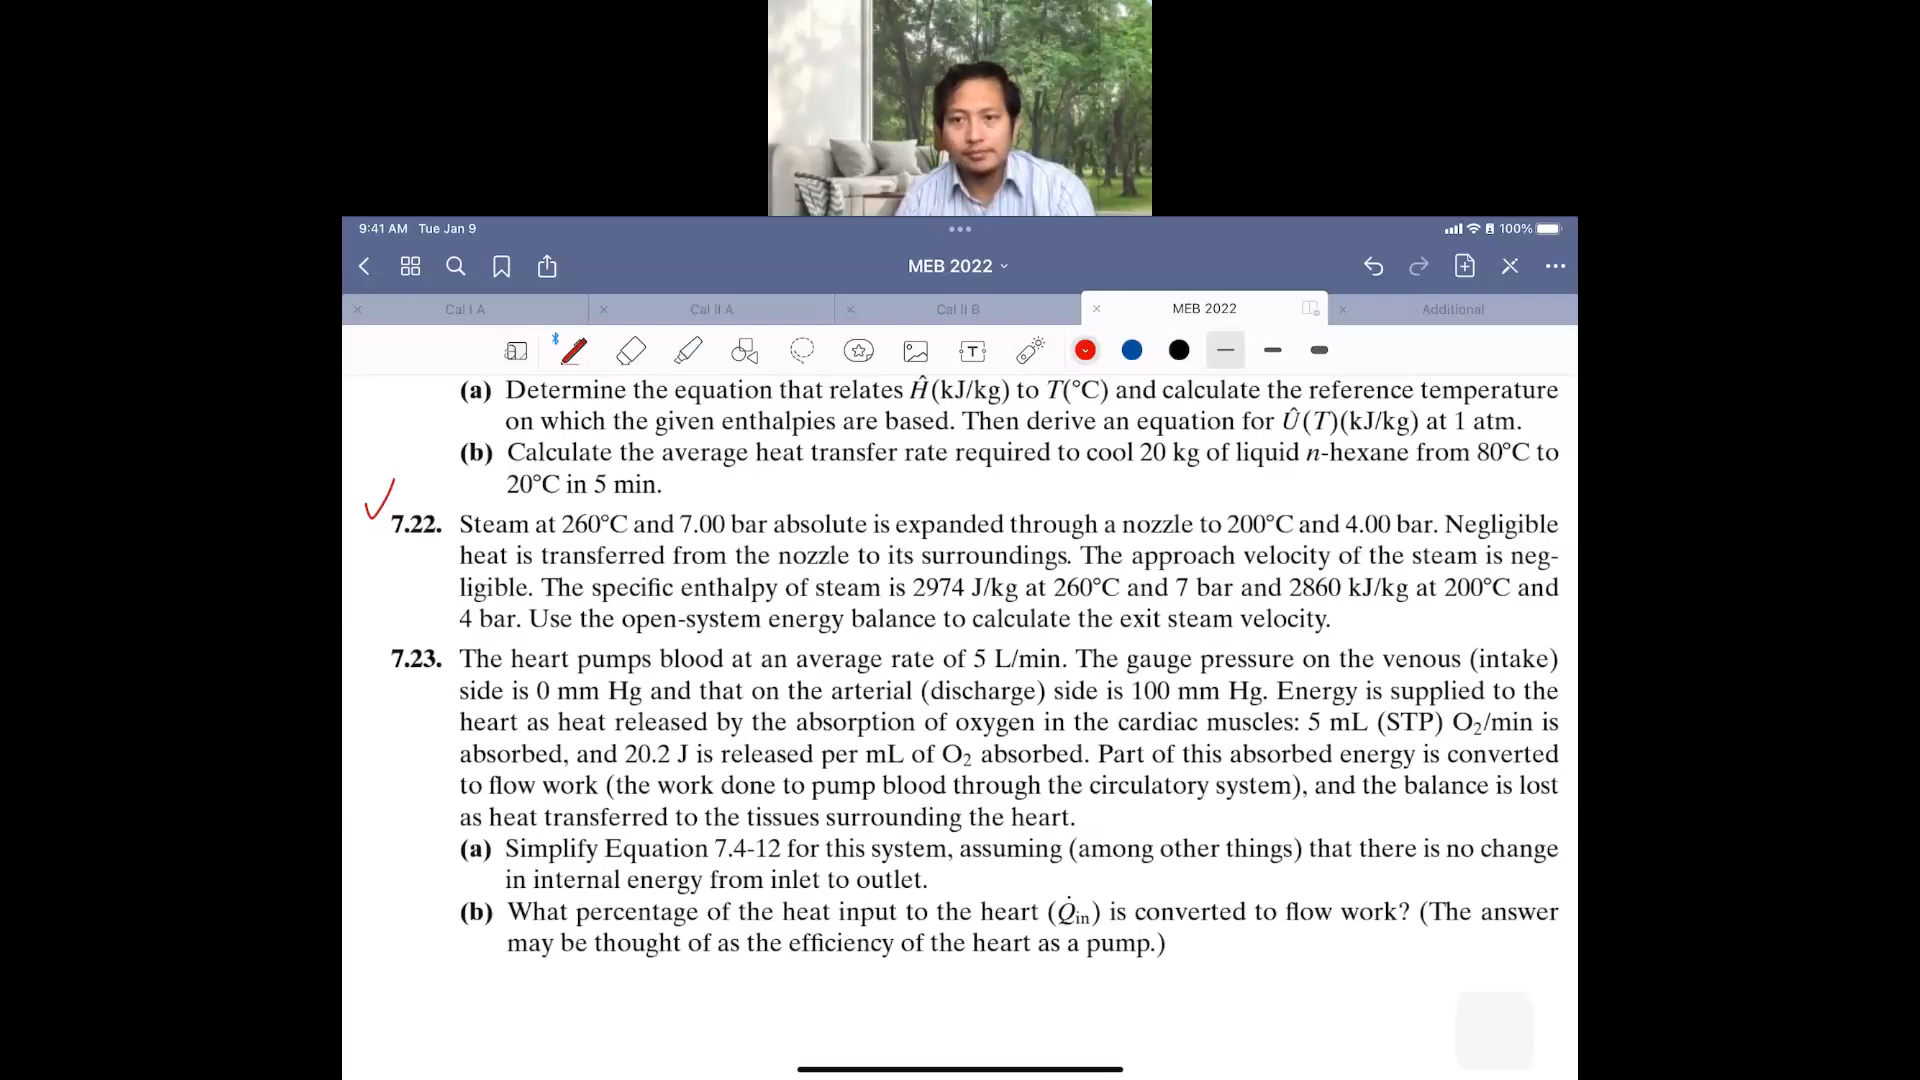 9:41 AM Tue Jan 9
100%
MEB 2022
Cal I A
Cal II A
Cal II B
MEB 2022
Additional
T
(a) Determine the equation that relates Ĥ(kJ/kg) to T(°C) and calculate the reference temperature
on which the given enthalpies are based. Then derive an equation for Û(T)(kJ/kg) at 1 atm.
(b) Calculate the average heat transfer rate required to cool 20 kg of liquid n-hexane from 80°C to
20°C in 5 min.
7.22. Steam at 260°C and 7.00 bar absolute is expanded through a nozzle to 200°C and 4.00 bar. Negligible
heat is transferred from the nozzle to its surroundings. The approach velocity of the steam is neg-
ligible. The specific enthalpy of steam is 2974 J/kg at 260°C and 7 bar and 2860 kJ/kg at 200°C and
4 bar. Use the open-system energy balance to calculate the exit steam velocity.
7.23. The heart pumps blood at an average rate of 5 L/min. The gauge pressure on the venous (intake)
side is 0 mm Hg and that on the arterial (discharge) side is 100 mm Hg. Energy is supplied to the
heart as heat released by the absorption of oxygen in the cardiac muscles: 5 mL (STP) O₂/min is
absorbed, and 20.2 J is released per mL of O₂ absorbed. Part of this absorbed energy is converted
to flow work (the work done to pump blood through the circulatory system), and the balance is lost
as heat transferred to the tissues surrounding the heart.
(a) Simplify Equation 7.4-12 for this system, assuming (among other things) that there is no change
in internal energy from inlet to outlet.
(b) What percentage of the heat input to the heart (Q̇in) is converted to flow work? (The answer
may be thought of as the efficiency of the heart as a pump.)